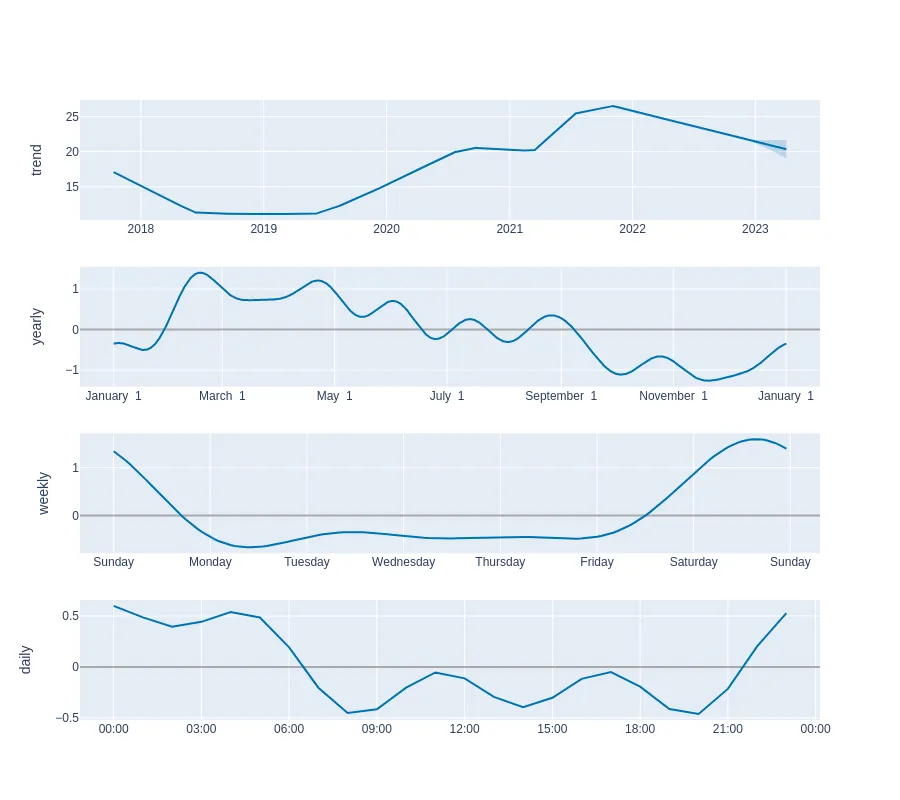 trend
25
20
15
2018 2019 2020 2021 2022 2023
yearly
1
0
−1
January 1 March 1 May 1 July 1 September 1 November 1 January 1
weekly
1
0
Sunday Monday Tuesday Wednesday Thursday Friday Saturday Sunday
daily
0.5
0
−0.5
00:00 03:00 06:00 09:00 12:00 15:00 18:00 21:00 00:00